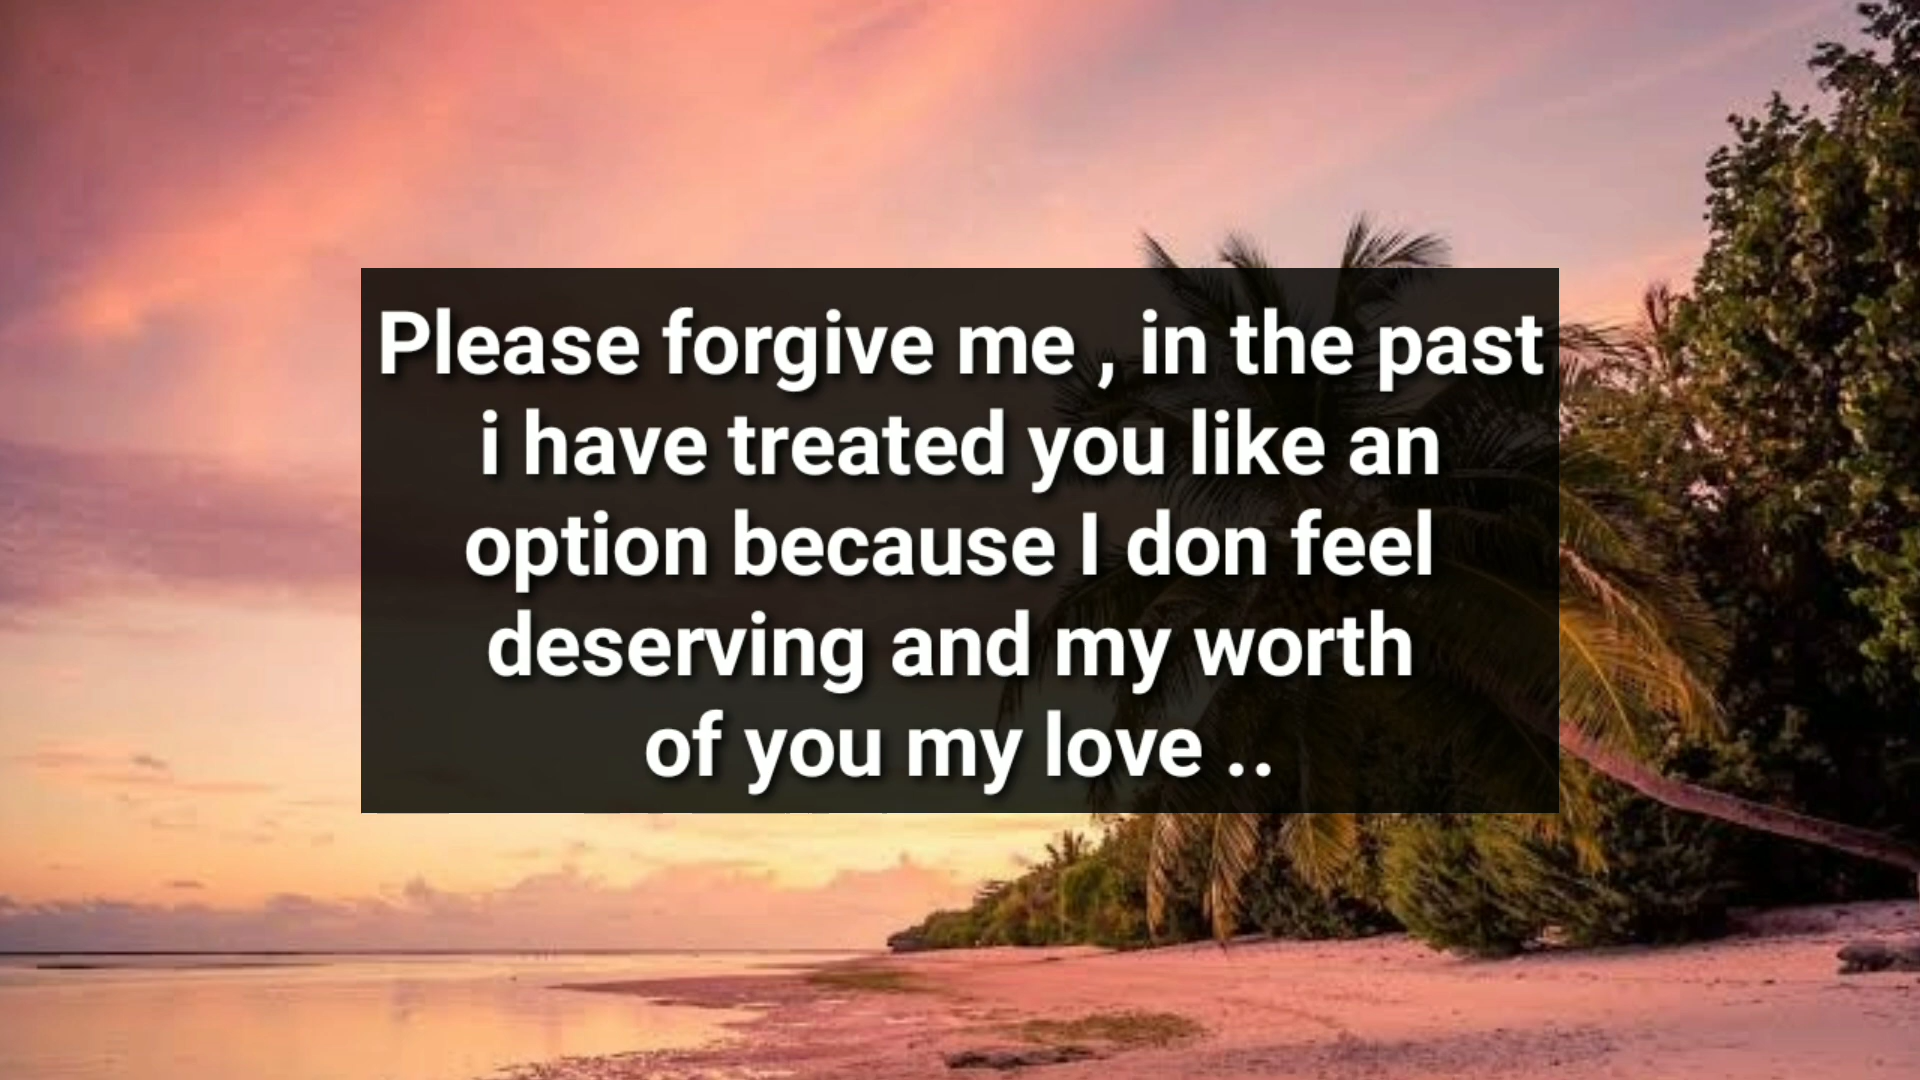 Please forgive me , in the past
i have treated you like an
option because I don feel
deserving and my worth
of you my love ..